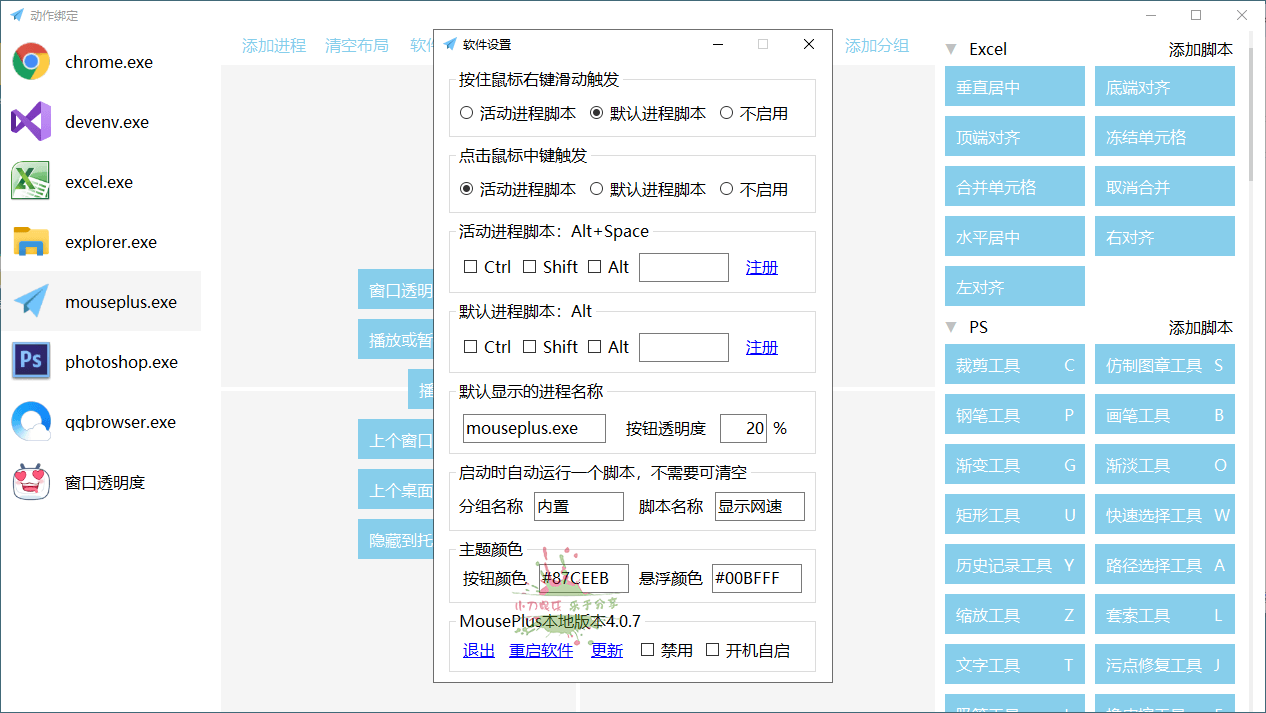 动作绑定
chrome.exe
devenv.exe
excel.exe
explorer.exe
mouseplus.exe
photoshop.exe
qqbrowser.exe
窗口透明度
添加进程 清空布局 软件
添加分组
窗口透明
播放或暂
播
上个窗口
上个桌面
隐藏到托
软件设置
按住鼠标右键滑动触发
活动进程脚本 默认进程脚本 不启用
点击鼠标中键触发
活动进程脚本 默认进程脚本 不启用
活动进程脚本：Alt+Space
Ctrl Shift Alt 注册
默认进程脚本：Alt
Ctrl Shift Alt 注册
默认显示的进程名称
mouseplus.exe 按钮透明度 20 %
启动时自动运行一个脚本，不需要可清空
分组名称 内置 脚本名称 显示网速
主题颜色
按钮颜色 #87CEEB 悬浮颜色 #00BFFF
小刀娱乐 乐于分享
MousePlus本地版本4.0.7
退出 重启软件 更新 禁用 开机自启
Excel 添加脚本
垂直居中 底端对齐
顶端对齐 冻结单元格
合并单元格 取消合并
水平居中 右对齐
左对齐
PS 添加脚本
裁剪工具 C 仿制图章工具 S
钢笔工具 P 画笔工具 B
渐变工具 G 渐淡工具 O
矩形工具 U 快速选择工具 W
历史记录工具 Y 路径选择工具 A
缩放工具 Z 套索工具 L
文字工具 T 污点修复工具 J